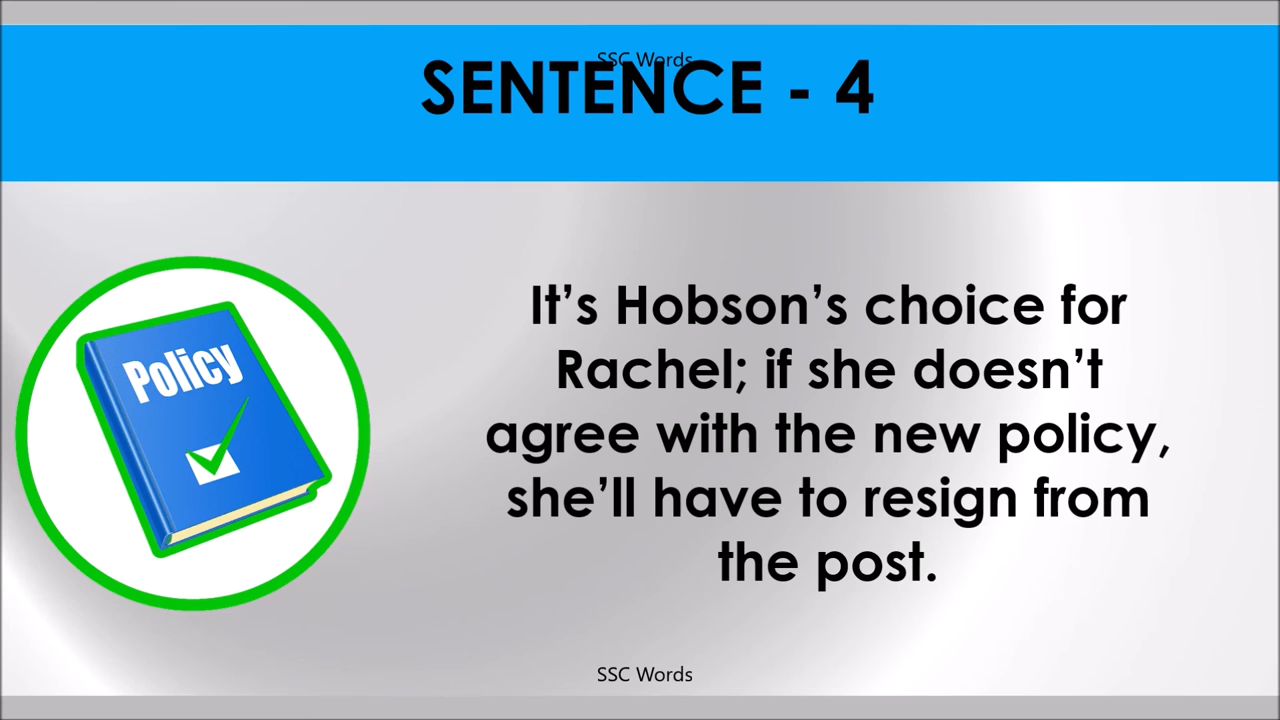 SSC Words
SENTENCE - 4
Policy
It’s Hobson’s choice for
Rachel; if she doesn’t
agree with the new policy,
she’ll have to resign from
the post.
SSC Words